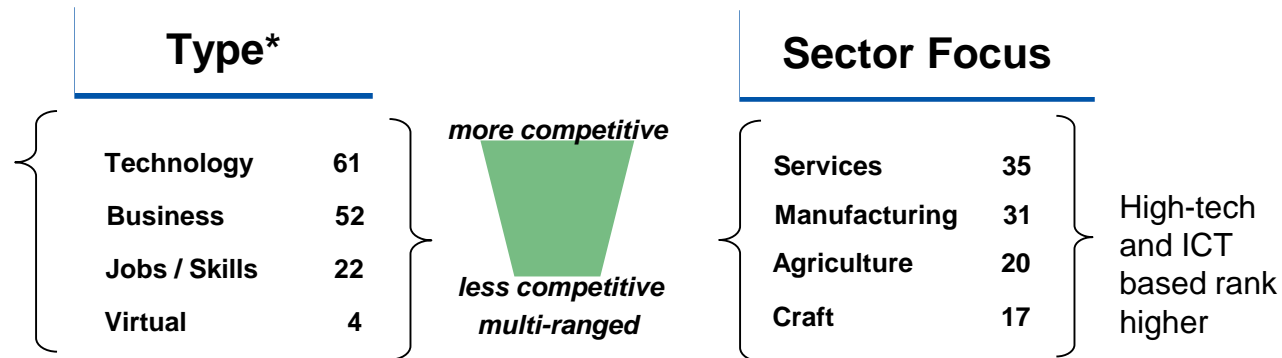 Type*
Technology 61
Business 52
Jobs / Skills 22
Virtual 4
more competitive
less competitive
multi-ranged
Sector Focus
Services 35
Manufacturing 31
Agriculture 20
Craft 17
High-tech
and ICT
based rank
higher